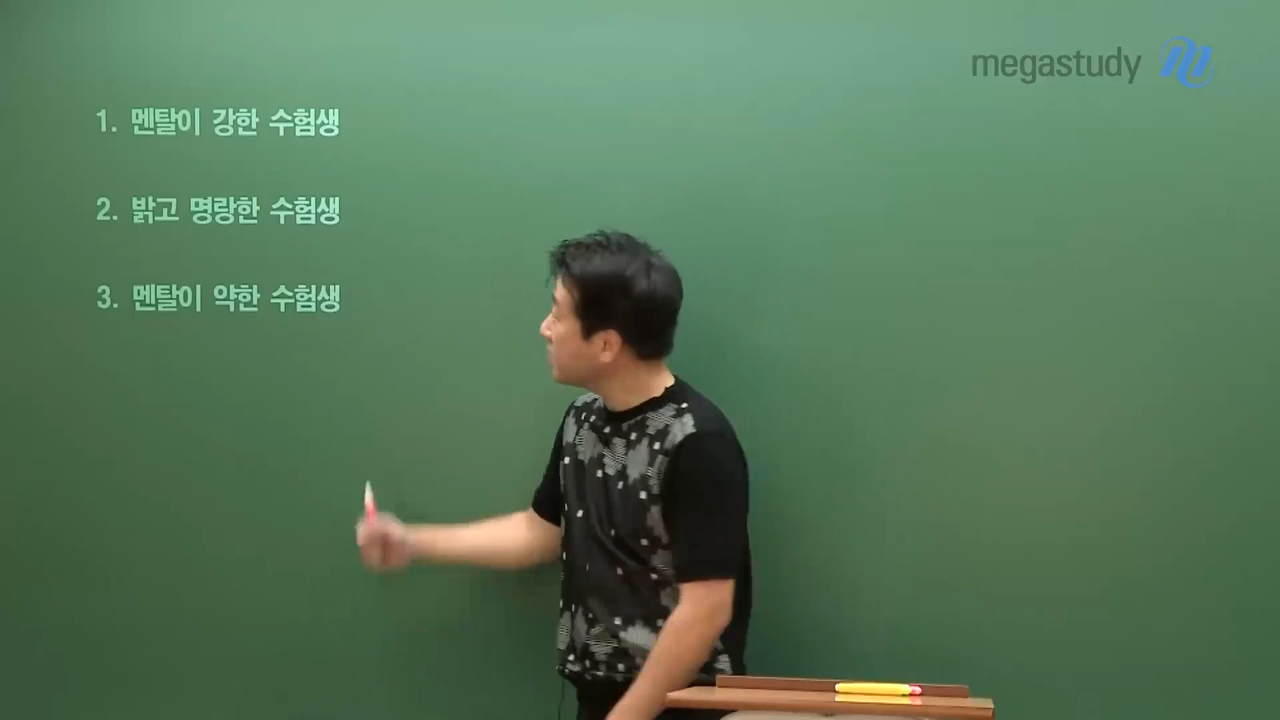 megastudy
1. 멘탈이 강한 수험생
2. 밝고 명랑한 수험생
3. 멘탈이 약한 수험생